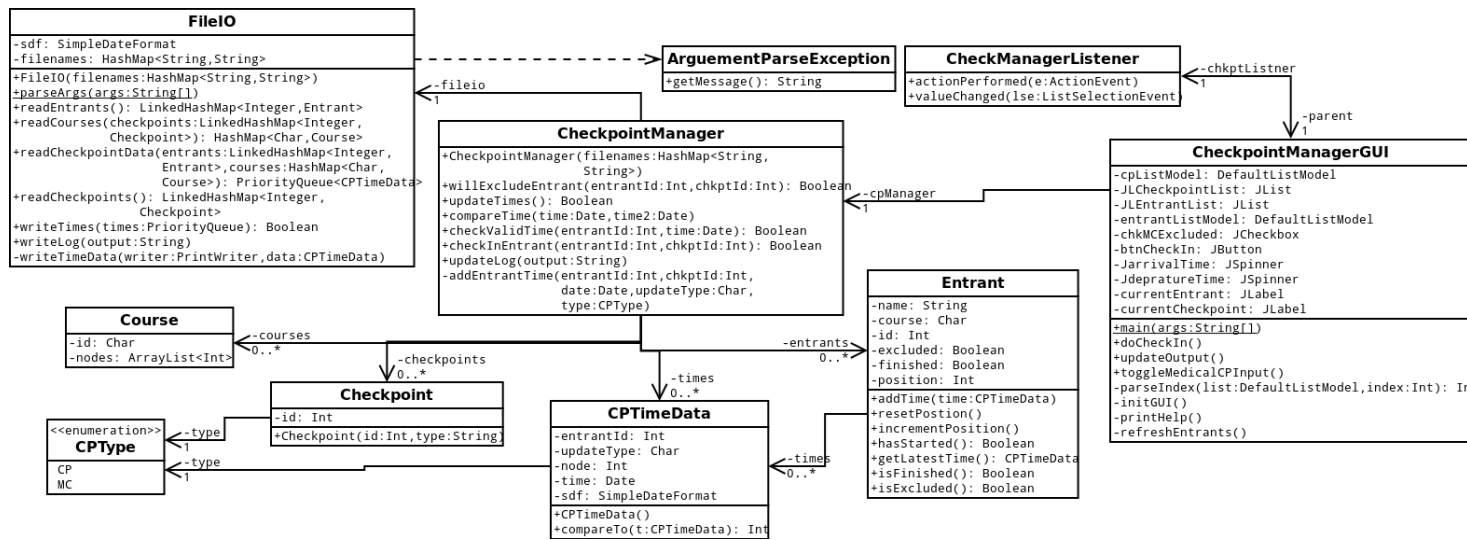 FileIO
-sdf: SimpleDateFormat
-filenames: HashMap<String,String>
+FileIO(filenames:HashMap<String,String>)
+parseArgs(args:String[])
+readEntrants(): LinkedHashMap<Integer,Entrant>
+readCourses(checkpoints:LinkedHashMap<Integer,
Checkpoint>): HashMap<Char,Course>
+readCheckpointData(entrants:LinkedHashMap<Integer,
Entrant>,courses:HashMap<Char,
Course>): PriorityQueue<CPTimeData>
+readCheckpoints(): LinkedHashMap<Integer,
Checkpoint>
+writeTimes(times:PriorityQueue): Boolean
+writeLog(output:String)
-writeTimeData(writer:PrintWriter,data:CPTimeData)
ArguementParseException
+getMessage(): String
CheckManagerListener
+actionPerformed(e:ActionEvent)
+valueChanged(lse:ListSelectionEvent)
-chkptListner
1
-parent
1
-fileio
1
CheckpointManager
+CheckpointManager(filenames:HashMap<String,
String>)
+willExcludeEntrant(entrantId:Int,chkptId:Int): Boolean
+updateTimes(): Boolean
+compareTime(time:Date,time2:Date)
+checkValidTime(entrantId:Int,time:Date): Boolean
+checkInEntrant(entrantId:Int,chkptId:Int): Boolean
+updateLog(output:String)
-addEntrantTime(entrantId:Int,chkptId:Int,
date:Date,updateType:Char,
type:CPType)
-cpManager
1
CheckpointManagerGUI
-cpListModel: DefaultListModel
-JLCheckpointList: JList
-JLEntrantList: JList
-entrantListModel: DefaultListModel
-chkMCExcluded: JCheckbox
-btnCheckIn: JButton
-JarrivalTime: JSpinner
-JdepratureTime: JSpinner
-currentEntrant: JLabel
-currentCheckpoint: JLabel
+main(args:String[])
+doCheckIn()
+updateOutput()
+toggleMedicalCPInput()
-parseIndex(list:DefaultListModel,index:Int): In
-initGUI()
-printHelp()
-refreshEntrants()
Course
-id: Char
-nodes: ArrayList<Int>
-courses
0..*
-checkpoints
0..*
-times
0..*
-entrants
0..*
Entrant
-name: String
-course: Char
-id: Int
-excluded: Boolean
-finished: Boolean
-position: Int
+addTime(time:CPTimeData)
+resetPostion()
+incrementPosition()
+hasStarted(): Boolean
+getLatestTime(): CPTimeData
+isFinished(): Boolean
+isExcluded(): Boolean
Checkpoint
-id: Int
+Checkpoint(id:Int,type:String)
<<enumeration>>
CPType
CP
MC
-type
1
-type
1
CPTimeData
-entrantId: Int
-updateType: Char
-node: Int
-time: Date
-sdf: SimpleDateFormat
+CPTimeData()
+compareTo(t:CPTimeData): Int
-times
0..*